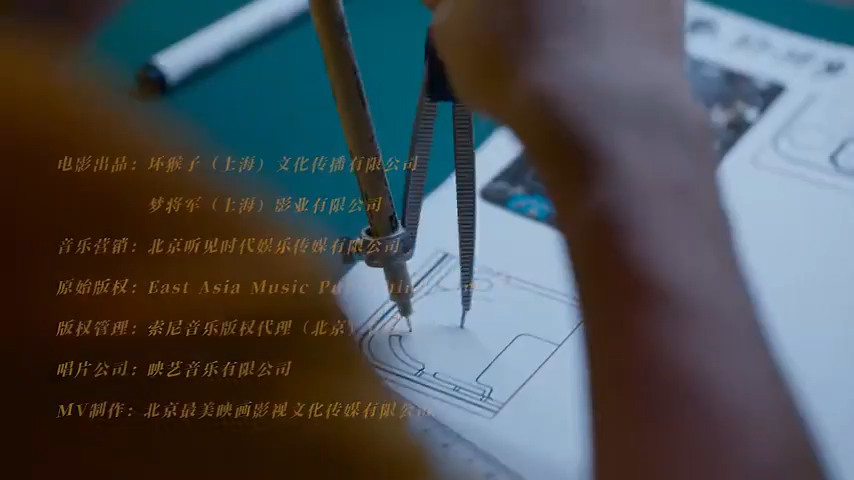 电影出品：坏猴子（上海）文化传播有限公司
梦将军（上海）影业有限公司
音乐营销：北京听见时代娱乐传媒有限公司
原始版权：East Asia Music Publishing
版权管理：索尼音乐版权代理（北京）
唱片公司：映艺音乐有限公司
MV制作：北京最美映画影视文化传媒有限公司